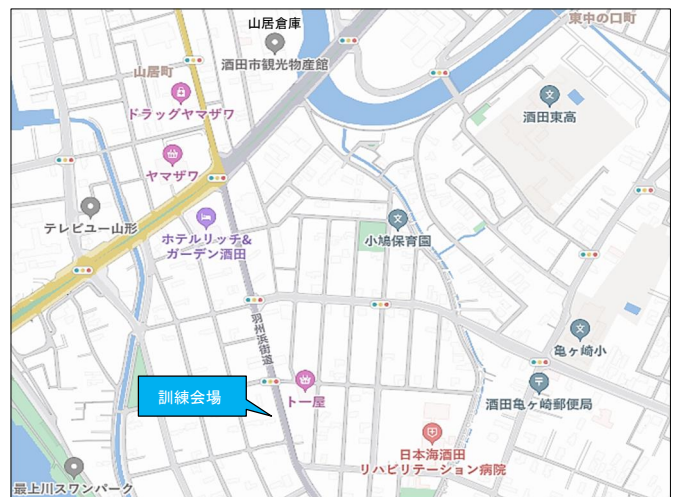 山居倉庫
東中の口町
酒田市観光物産館
山居町
ドラッグヤマザワ
酒田東高
ヤマザワ
テレビユー山形
ホテルリッチ&
ガーデン酒田
小鳩保育園
羽州浜街道
亀ヶ崎小
訓練会場
ト一屋
酒田亀ヶ崎郵便局
日本海酒田
リハビリテーション病院
最上川スワンパーク